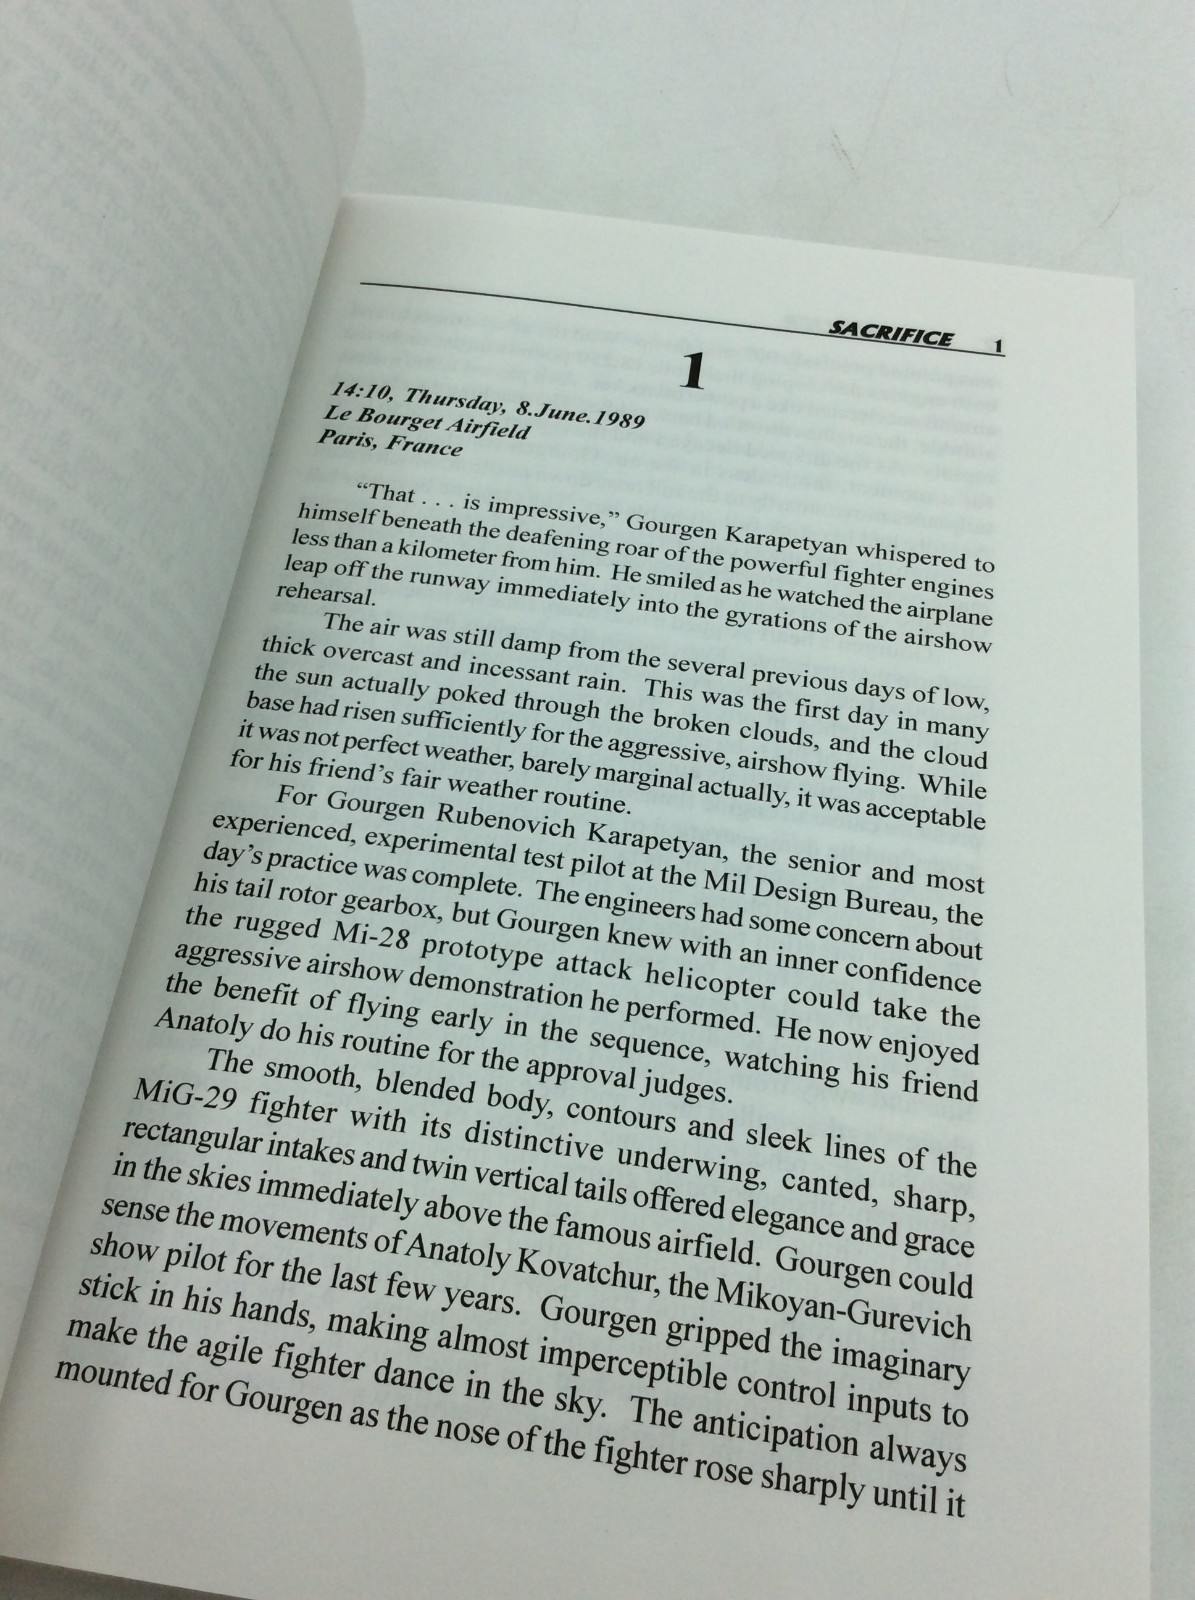 SACRIFICE 1
1
14:10, Thursday, 8.June.1989
Le Bourget Airfield
Paris, France
“That . . . is impressive,” Gourgen Karapetyan whispered to
himself beneath the deafening roar of the powerful fighter engines
less than a kilometer from him. He smiled as he watched the airplane
leap off the runway immediately into the gyrations of the airshow
rehearsal.
The air was still damp from the several previous days of low,
thick overcast and incessant rain. This was the first day in many
the sun actually poked through the broken clouds, and the cloud
base had risen sufficiently for the aggressive, airshow flying. While
it was not perfect weather, barely marginal actually, it was acceptable
for his friend’s fair weather routine.
For Gourgen Rubenovich Karapetyan, the senior and most
experienced, experimental test pilot at the Mil Design Bureau, the
day’s practice was complete. The engineers had some concern about
his tail rotor gearbox, but Gourgen knew with an inner confidence
the rugged Mi-28 prototype attack helicopter could take the
aggressive airshow demonstration he performed. He now enjoyed
the benefit of flying early in the sequence, watching his friend
Anatoly do his routine for the approval judges.
The smooth, blended body, contours and sleek lines of the
MiG-29 fighter with its distinctive underwing, canted, sharp,
rectangular intakes and twin vertical tails offered elegance and grace
in the skies immediately above the famous airfield. Gourgen could
sense the movements of Anatoly Kovatchur, the Mikoyan-Gurevich
show pilot for the last few years. Gourgen gripped the imaginary
stick in his hands, making almost imperceptible control inputs to
make the agile fighter dance in the sky. The anticipation always
mounted for Gourgen as the nose of the fighter rose sharply until it